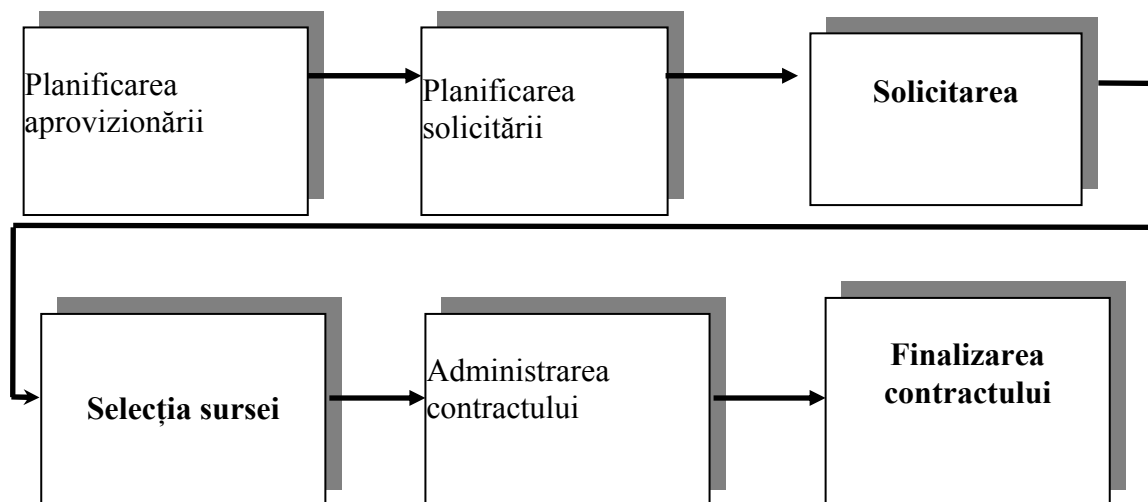 Planificarea
aprovizionării
Planificarea
solicitării
Solicitarea
Selecția sursei
Administrarea
contractului
Finalizarea
contractului